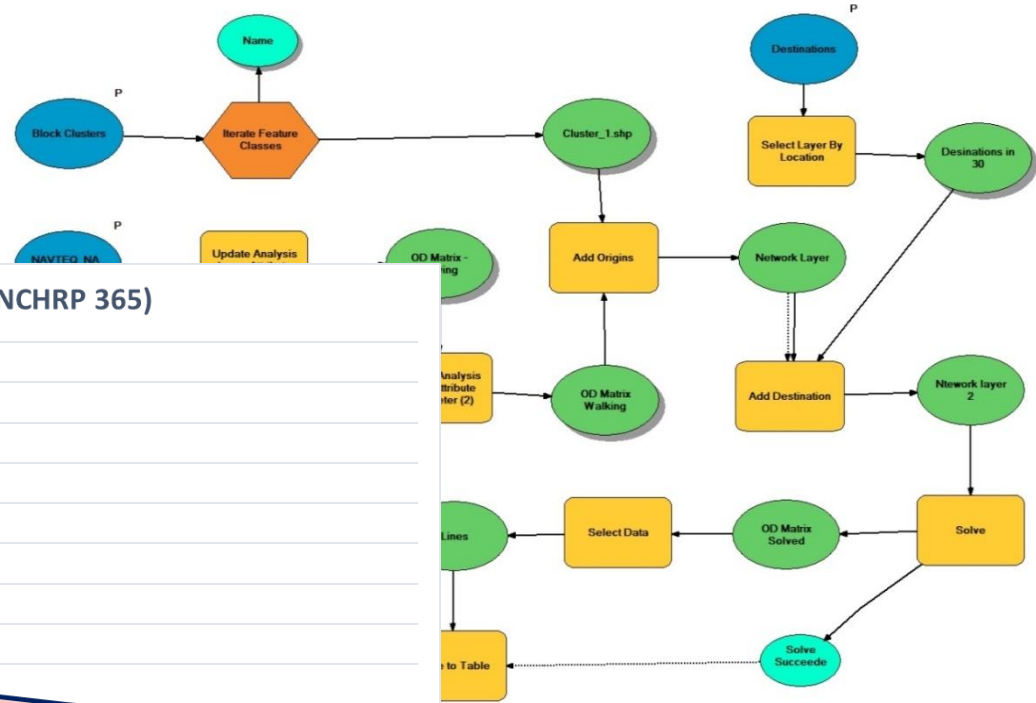 P
Name
Destinations
P
Block Clusters
Iterate Feature
Classes
Cluster_1.shp
Select Layer By
Location
Desinations in
30
P
NAVTEQ_NA
Update Analysis
OD Matrix -
Add Origins
Network Layer
NCHRP 365)
Analysis
(2)
OD Matrix
Walking
Add Destination
Ntework layer
2
Lines
Select Data
OD Matrix
Solved
Solve
to Table
Solve
Succeede